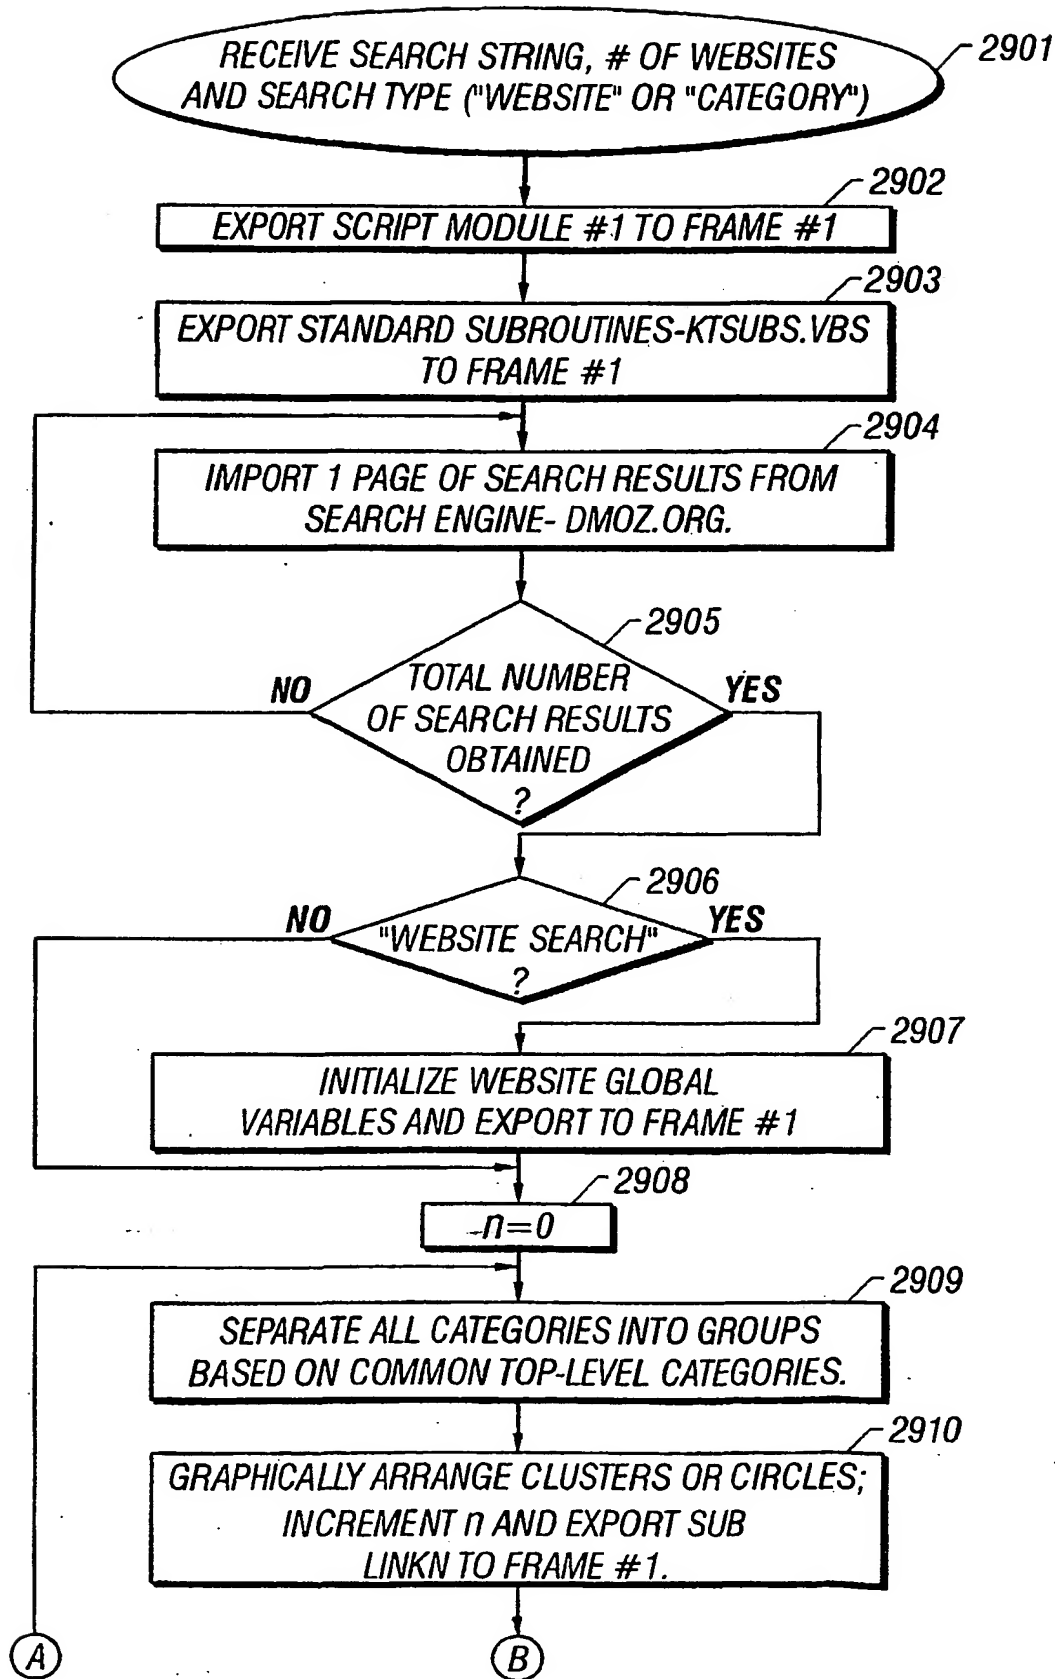 RECEIVE SEARCH STRING, # OF WEBSITES
AND SEARCH TYPE ("WEBSITE" OR "CATEGORY")
2901
2902
EXPORT SCRIPT MODULE #1 TO FRAME #1
2903
EXPORT STANDARD SUBROUTINES-KTSUBS.VBS
TO FRAME #1
2904
IMPORT 1 PAGE OF SEARCH RESULTS FROM
SEARCH ENGINE- DMOZ.ORG.
2905
NO
TOTAL NUMBER
OF SEARCH RESULTS
OBTAINED
?
YES
2906
NO
"WEBSITE SEARCH"
?
YES
2907
INITIALIZE WEBSITE GLOBAL
VARIABLES AND EXPORT TO FRAME #1
2908
n=0
2909
SEPARATE ALL CATEGORIES INTO GROUPS
BASED ON COMMON TOP-LEVEL CATEGORIES.
2910
GRAPHICALLY ARRANGE CLUSTERS OR CIRCLES;
INCREMENT n AND EXPORT SUB
LINKN TO FRAME #1.
A
B